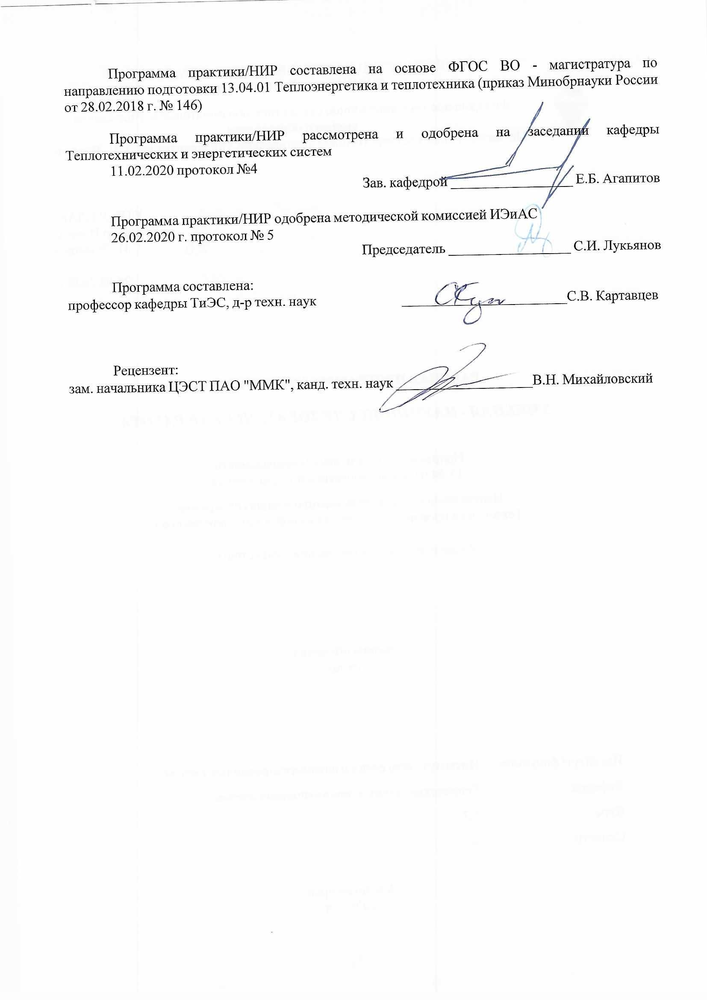 Программа практики/НИР составлена на основе ФГОС ВО - магистратура по
направлению подготовки 13.04.01 Теплоэнергетика и теплотехника (приказ Минобрнауки России
от 28.02.2018 г. № 146)
Программа практики/НИР рассмотрена и одобрена на заседании кафедры
Теплотехнических и энергетических систем
11.02.2020 протокол №4
Зав. кафедрой ________________ Е.Б. Агапитов
Программа практики/НИР одобрена методической комиссией ИЭиАС
26.02.2020 г. протокол № 5
Председатель ________________ С.И. Лукьянов
Программа составлена:
профессор кафедры ТиЭС, д-р техн. наук ______________________С.В. Картавцев
Рецензент:
зам. начальника ЦЭСТ ПАО "ММК", канд. техн. наук __________________В.Н. Михайловский